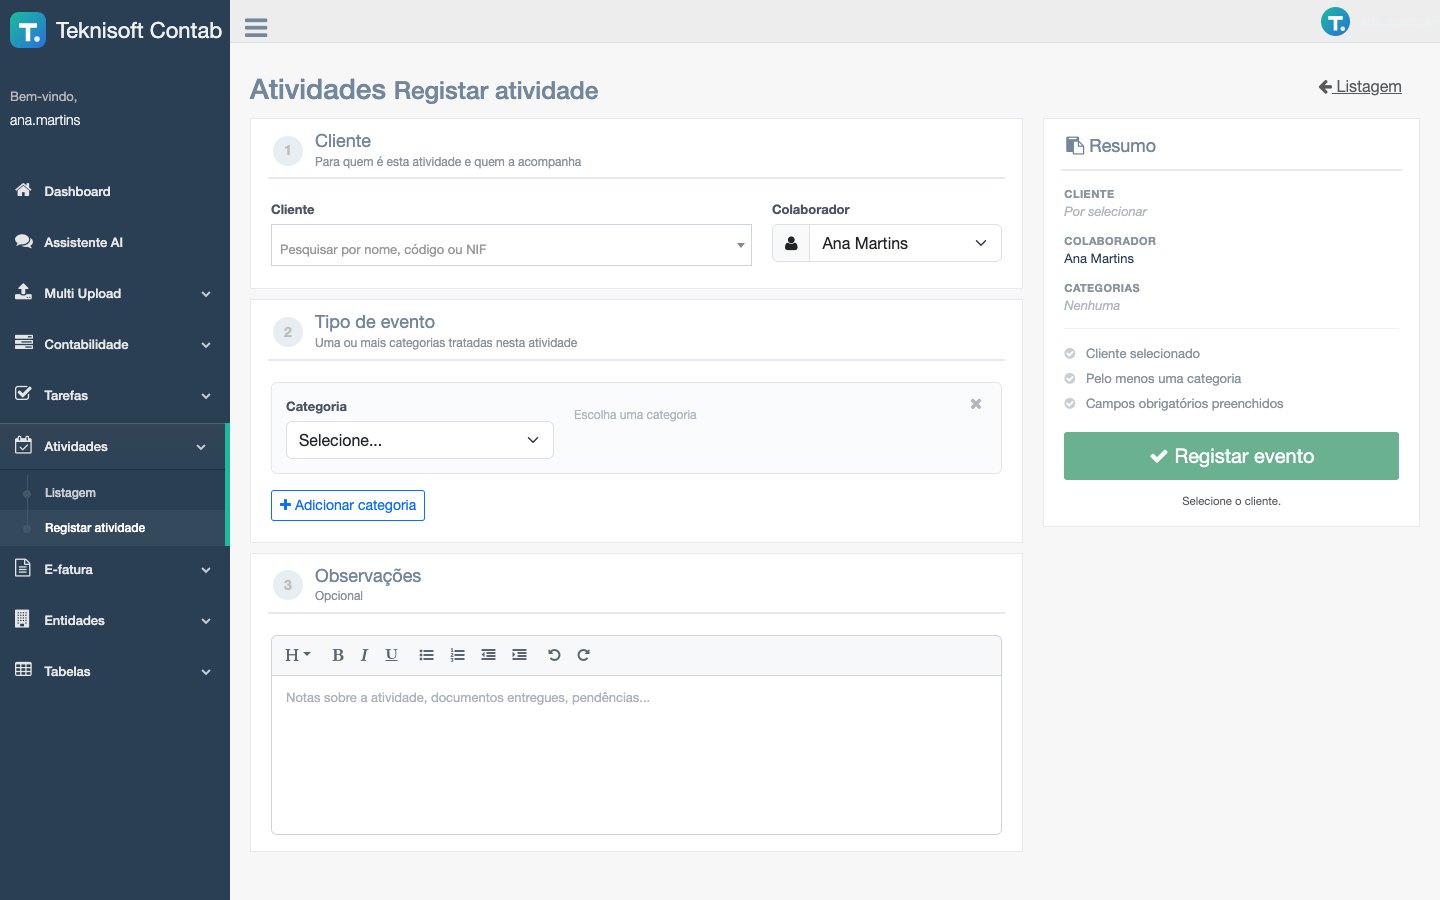 T. Teknisoft Contab
T.
Bem-vindo,
ana.martins
Dashboard
Assistente AI
Multi Upload
Contabilidade
Tarefas
Atividades
Listagem
Registar atividade
E-fatura
Entidades
Tabelas
Atividades Registar atividade
Listagem
1 Cliente
Para quem é esta atividade e quem a acompanha
Cliente
Pesquisar por nome, código ou NIF
Colaborador
Ana Martins
2 Tipo de evento
Uma ou mais categorias tratadas nesta atividade
Categoria
Selecione...
Escolha uma categoria
Adicionar categoria
3 Observações
Opcional
H B I U
Notas sobre a atividade, documentos entregues, pendências...
Resumo
CLIENTE
Por selecionar
COLABORADOR
Ana Martins
CATEGORIAS
Nenhuma
Cliente selecionado
Pelo menos uma categoria
Campos obrigatórios preenchidos
Registar evento
Selecione o cliente.